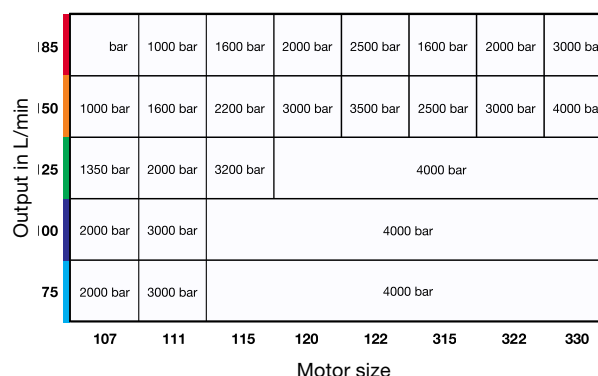 85 bar 1000 bar 1600 bar 2000 bar 2500 bar 1600 bar 2000 bar 3000 ba
50 1000 bar 1600 bar 2200 bar 3000 bar 3500 bar 2500 bar 3000 bar 4000 ba
25 1350 bar 2000 bar 3200 bar 4000 bar
00 2000 bar 3000 bar 4000 bar
75 2000 bar 3000 bar 4000 bar
107 111 115 120 122 315 322 330
Output in L/min
Motor size